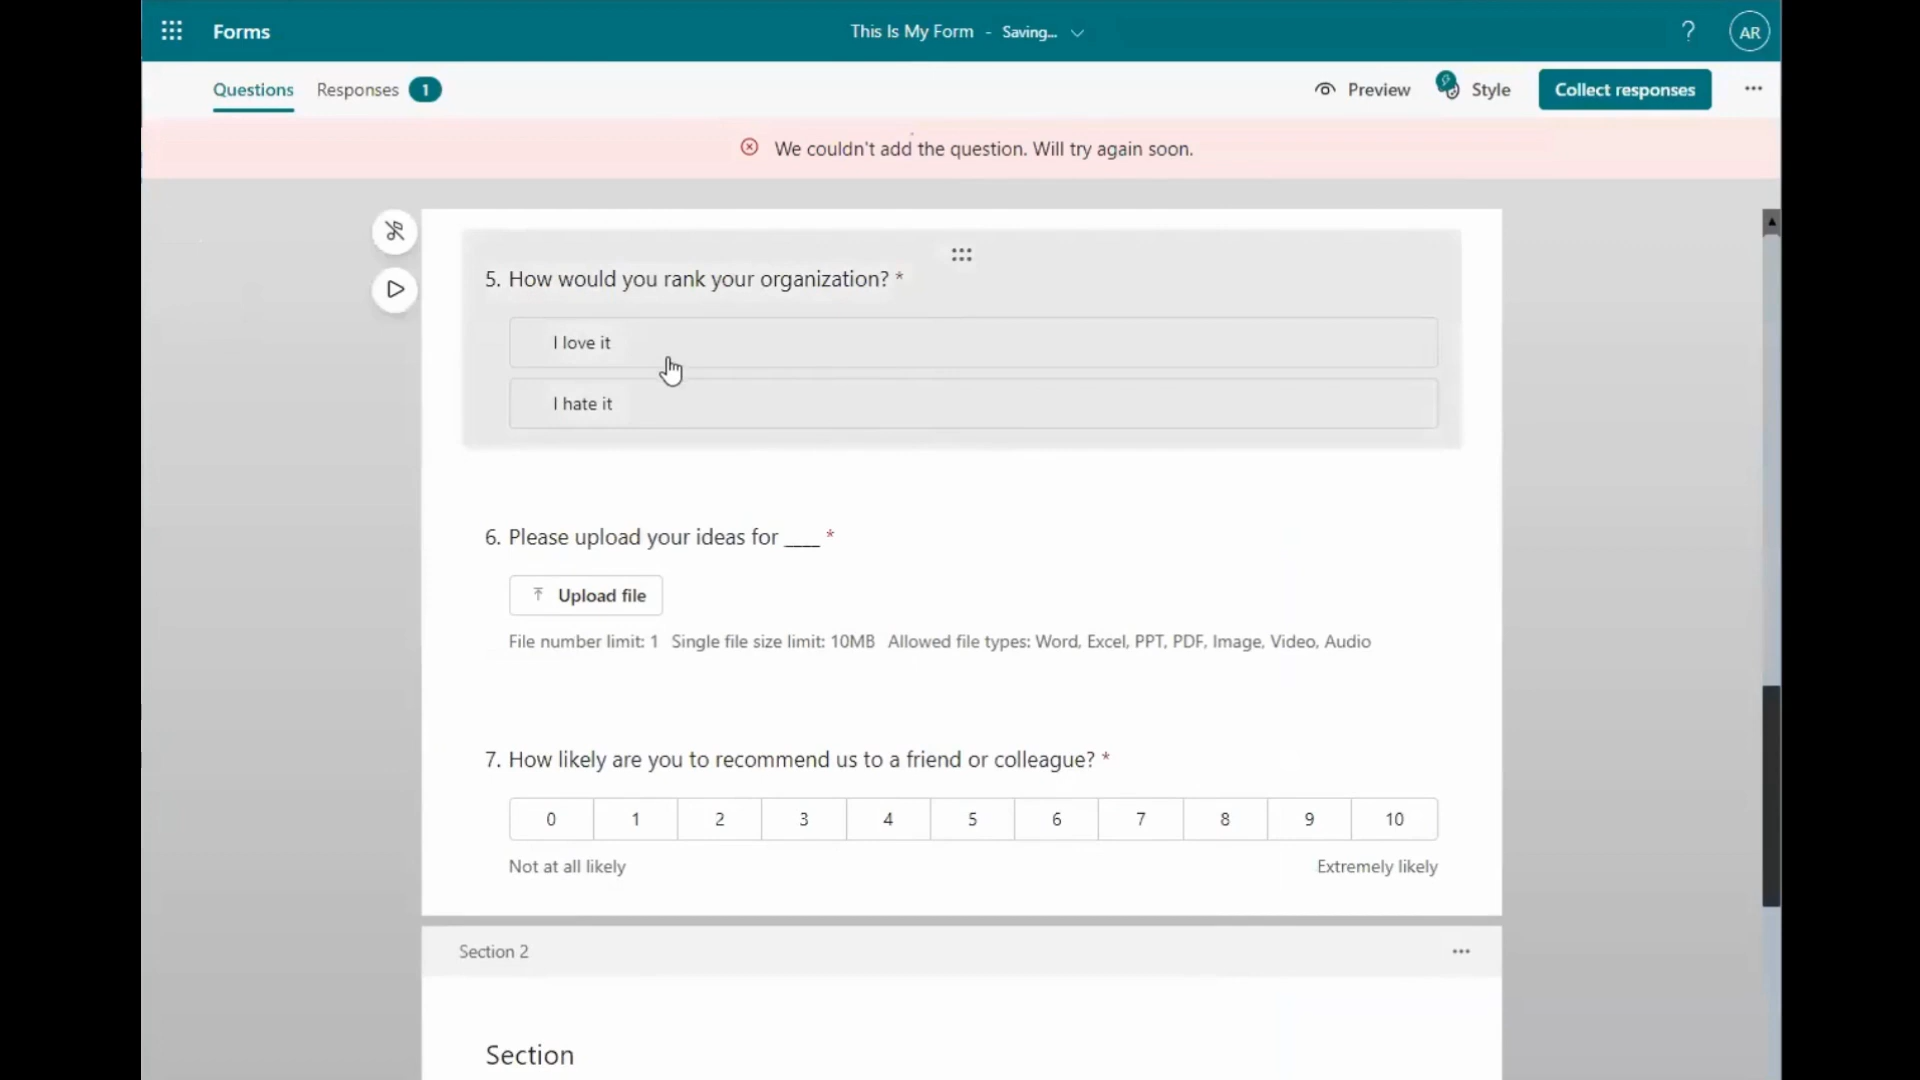 Forms
This Is My Form - Saving...
?
AR
Questions
Responses 1
Preview
Style
Collect responses
We couldn't add the question. Will try again soon.
5. How would you rank your organization? *
I love it
I hate it
6. Please upload your ideas for ____ *
Upload file
File number limit: 1 Single file size limit: 10MB Allowed file types: Word, Excel, PPT, PDF, Image, Video, Audio
7. How likely are you to recommend us to a friend or colleague? *
0 1 2 3 4 5 6 7 8 9 10
Not at all likely Extremely likely
Section 2
Section